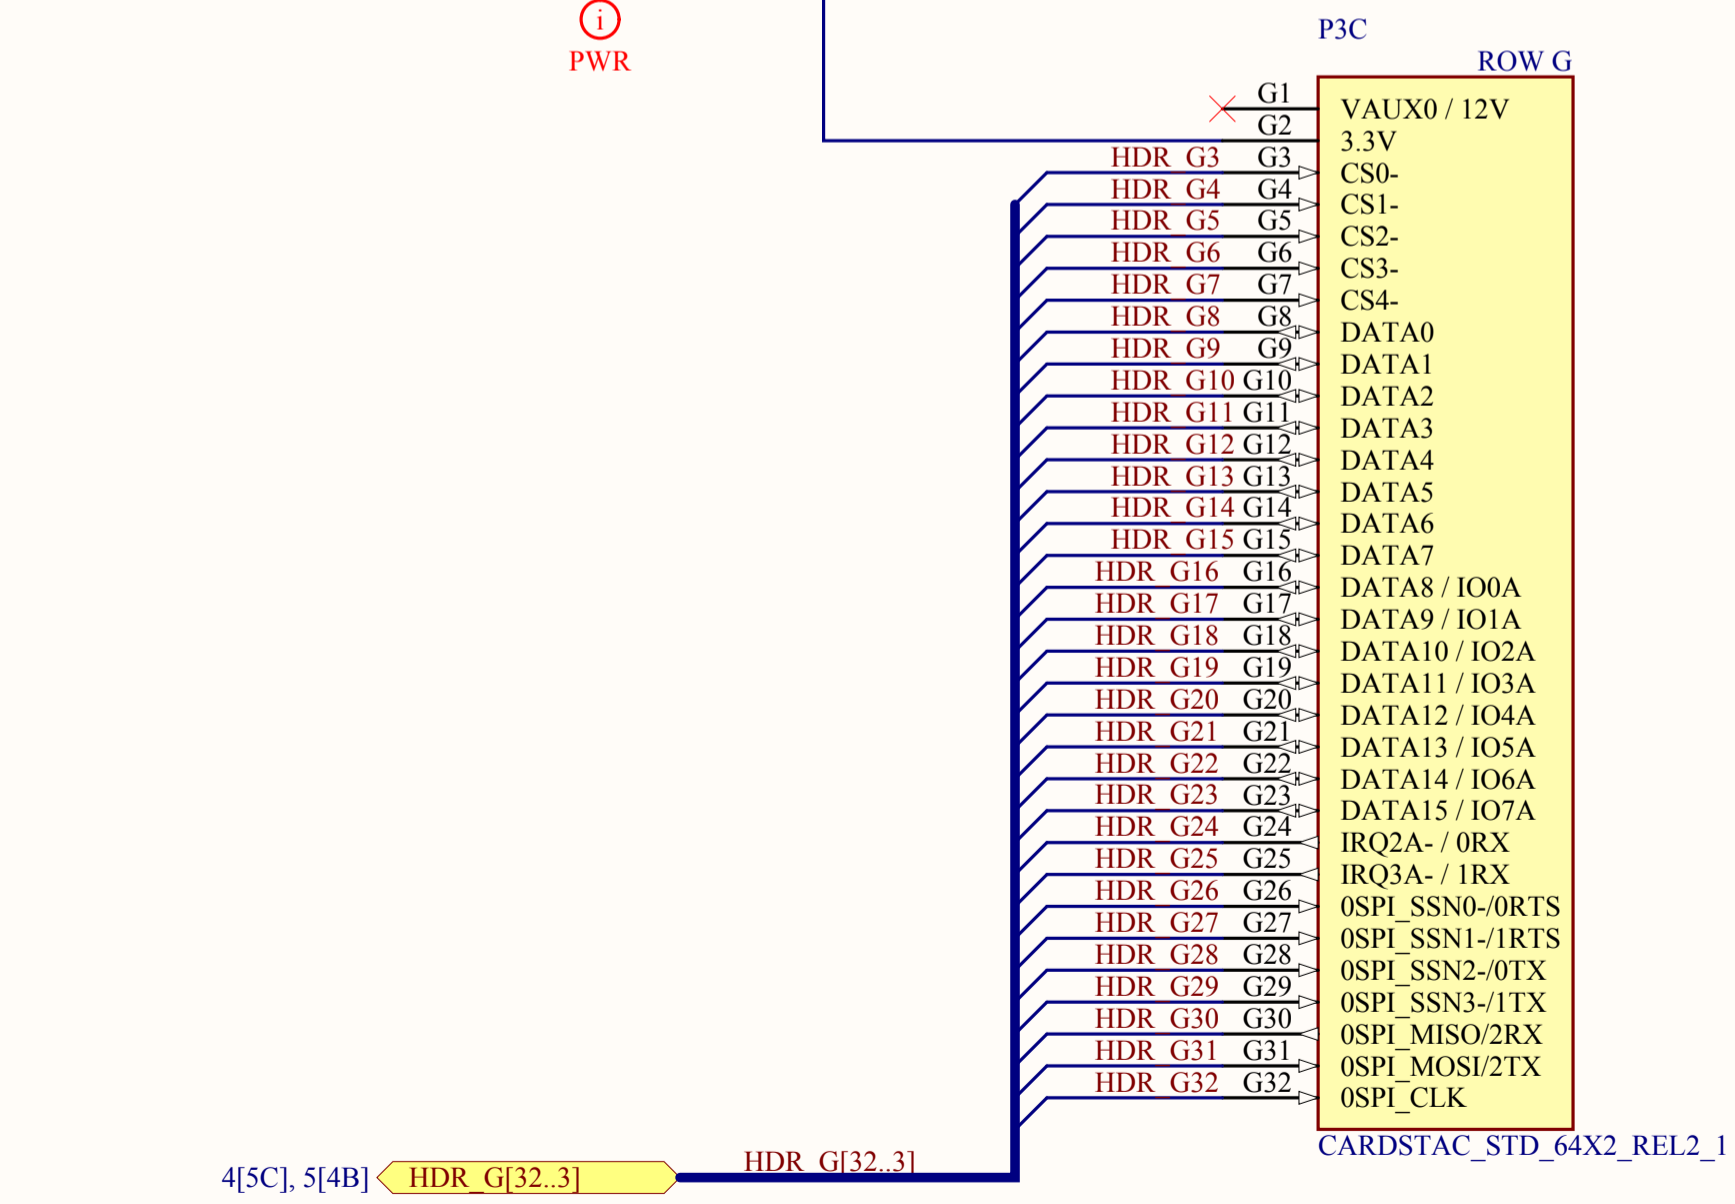 i
PWR
P3C
ROW G
G1 VAUX0 / 12V
G2 3.3V
HDR_G3 G3 CS0-
HDR_G4 G4 CS1-
HDR_G5 G5 CS2-
HDR_G6 G6 CS3-
HDR_G7 G7 CS4-
HDR_G8 G8 DATA0
HDR_G9 G9 DATA1
HDR_G10 G10 DATA2
HDR_G11 G11 DATA3
HDR_G12 G12 DATA4
HDR_G13 G13 DATA5
HDR_G14 G14 DATA6
HDR_G15 G15 DATA7
HDR_G16 G16 DATA8 / IO0A
HDR_G17 G17 DATA9 / IO1A
HDR_G18 G18 DATA10 / IO2A
HDR_G19 G19 DATA11 / IO3A
HDR_G20 G20 DATA12 / IO4A
HDR_G21 G21 DATA13 / IO5A
HDR_G22 G22 DATA14 / IO6A
HDR_G23 G23 DATA15 / IO7A
HDR_G24 G24 IRQ2A- / 0RX
HDR_G25 G25 IRQ3A- / 1RX
HDR_G26 G26 0SPI_SSN0-/0RTS
HDR_G27 G27 0SPI_SSN1-/1RTS
HDR_G28 G28 0SPI_SSN2-/0TX
HDR_G29 G29 0SPI_SSN3-/1TX
HDR_G30 G30 0SPI_MISO/2RX
HDR_G31 G31 0SPI_MOSI/2TX
HDR_G32 G32 0SPI_CLK
CARDSTAC_STD_64X2_REL2_1
HDR_G[32..3]
4[5C], 5[4B] HDR_G[32..3]